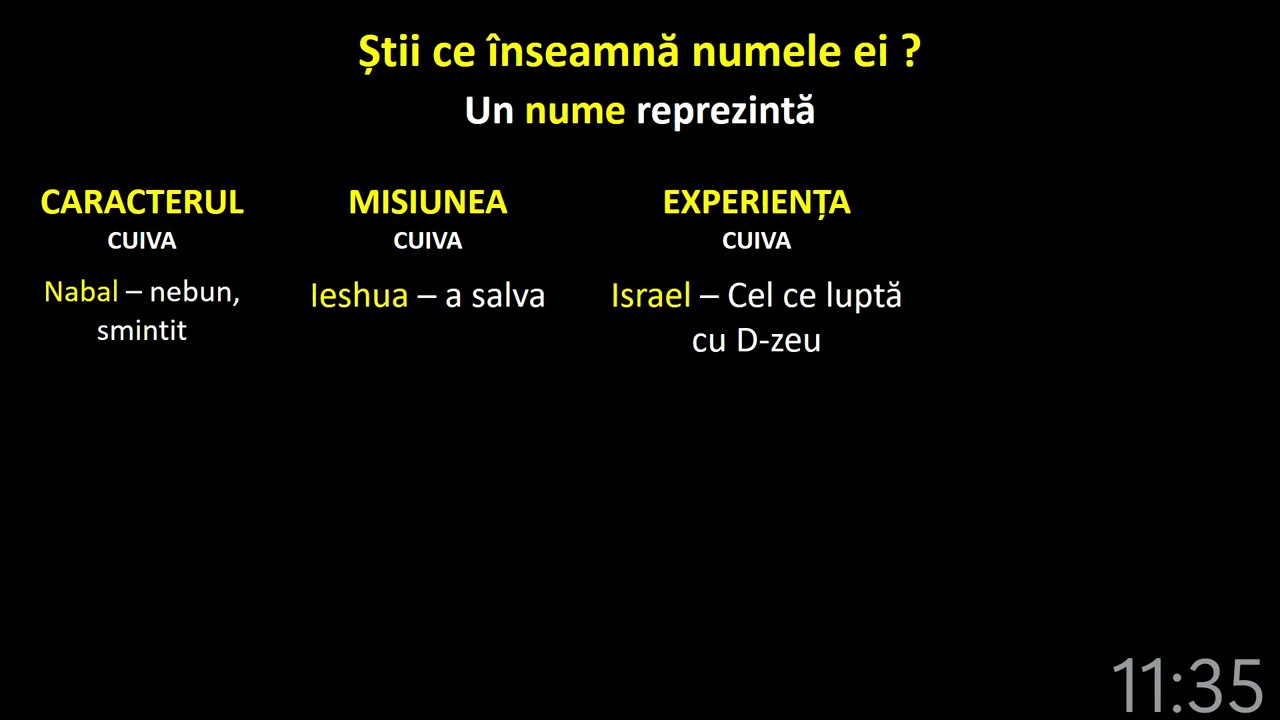 Știi ce înseamnă numele ei ?
Un nume reprezintă
CARACTERUL
CUIVA
Nabal – nebun,
smintit
MISIUNEA
CUIVA
Ieshua – a salva
EXPERIENȚA
CUIVA
Israel – Cel ce luptă
cu D-zeu
11:35